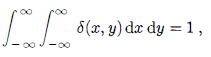 ∫_{-∞}^{∞} ∫_{-∞}^{∞} δ(x, y) dx dy = 1 ,